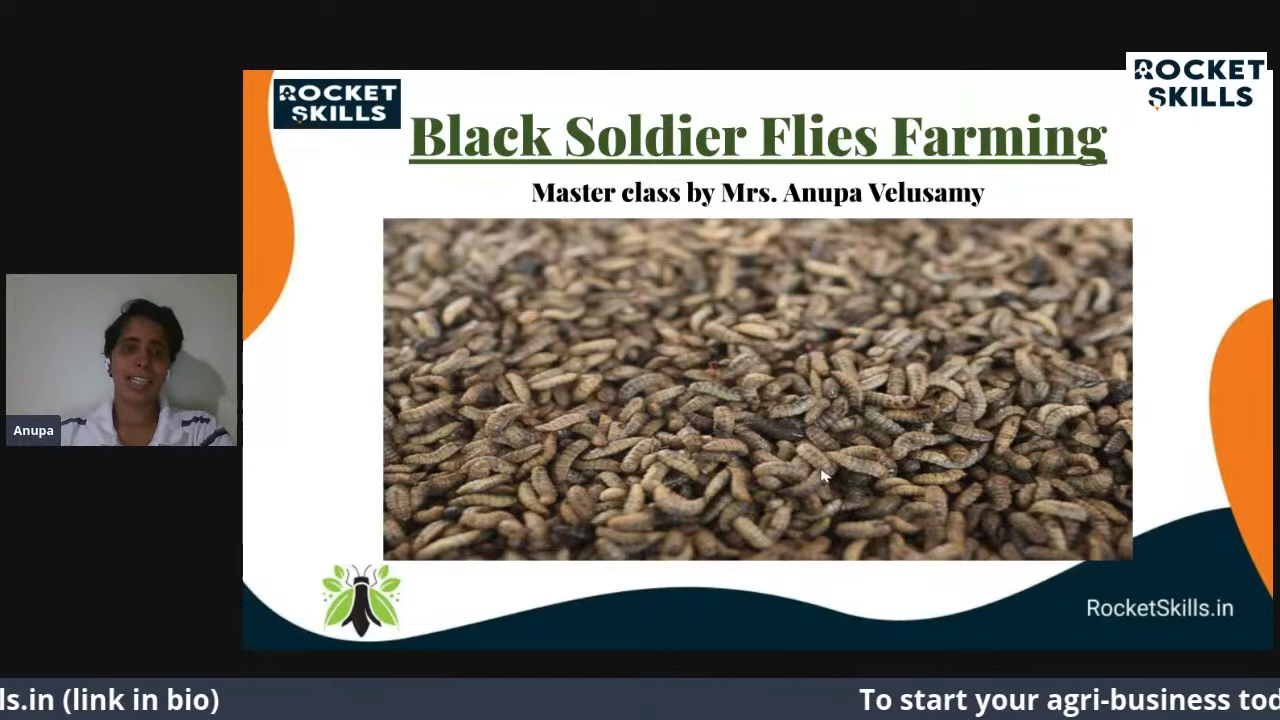 ROCKET
SKILLS
ROCKET
SKILLS
Black Soldier Flies Farming
Master class by Mrs. Anupa Velusamy
Anupa
RocketSkills.in
ls.in (link in bio)
To start your agri-business tod